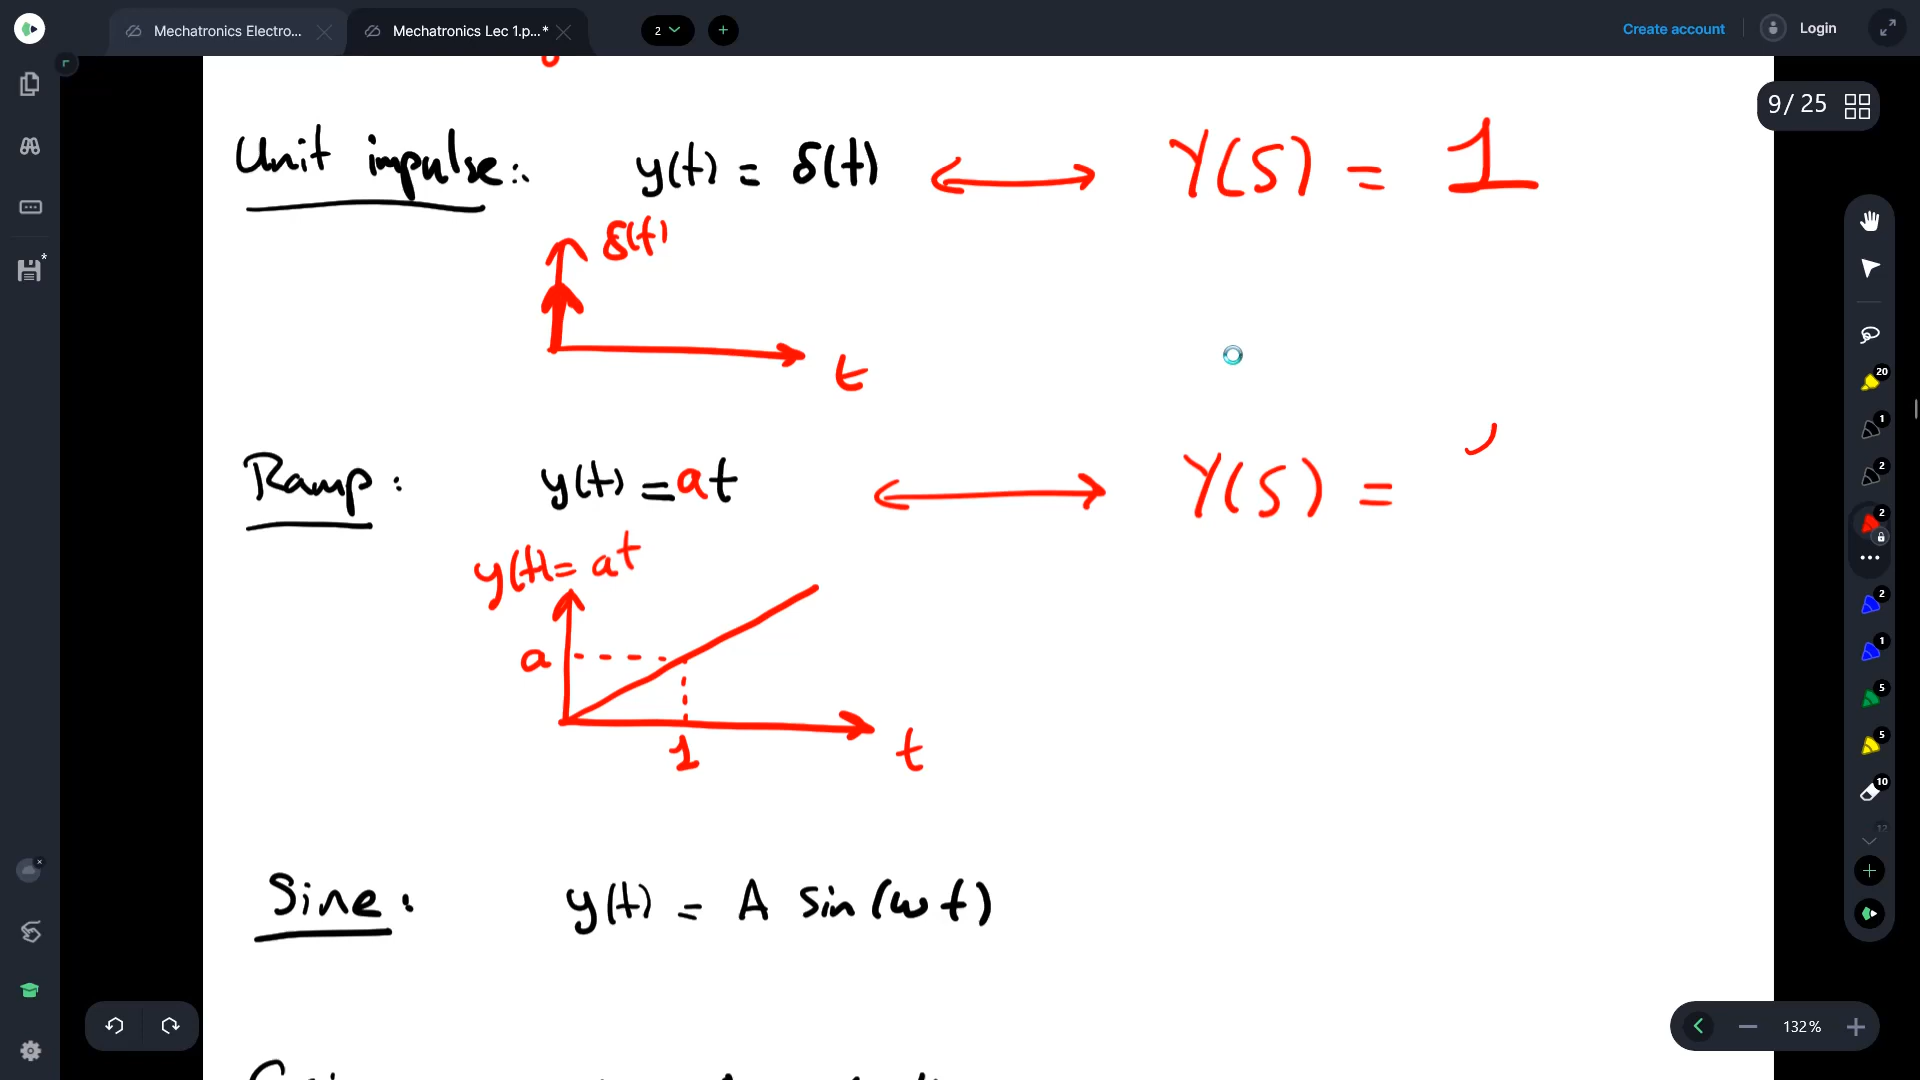 Mechatronics Electro...
Mechatronics Lec 1.p...*
2
Create account
Login
9/ 25
Unit impulse:. y(t) = δ(t) Y(S) = 1
δ(t)
t
Ramp: y(t) = at Y(S) =
y(t) = at
a
1
t
Sine: y(t) = A sin(ωt)
20
1
2
2
2
1
5
5
10
12
132%